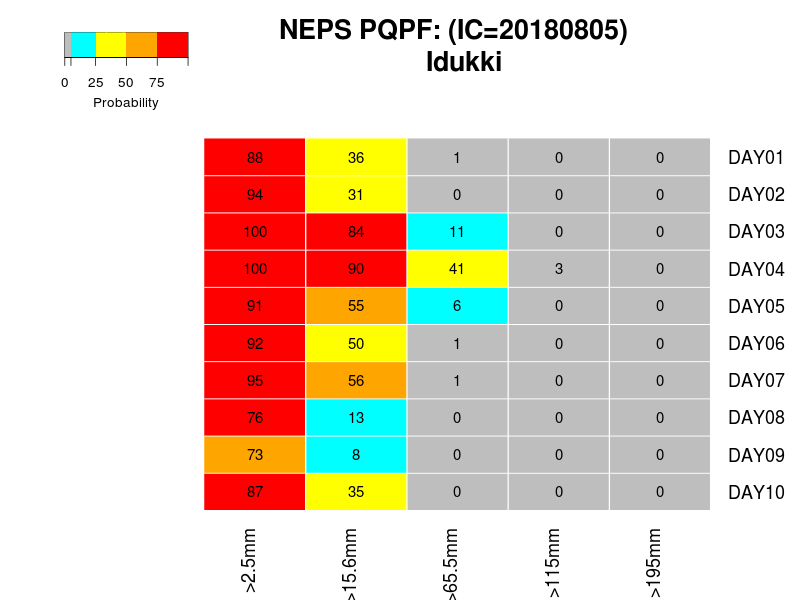 NEPS PQPF: (IC=20180805)
Idukki
0 25 50 75
Probability
88 36 1 0 0 DAY01
94 31 0 0 0 DAY02
100 84 11 0 0 DAY03
100 90 41 3 0 DAY04
91 55 6 0 0 DAY05
92 50 1 0 0 DAY06
95 56 1 0 0 DAY07
76 13 0 0 0 DAY08
73 8 0 0 0 DAY09
87 35 0 0 0 DAY10
>2.5mm >15.6mm >65.5mm >115mm >195mm